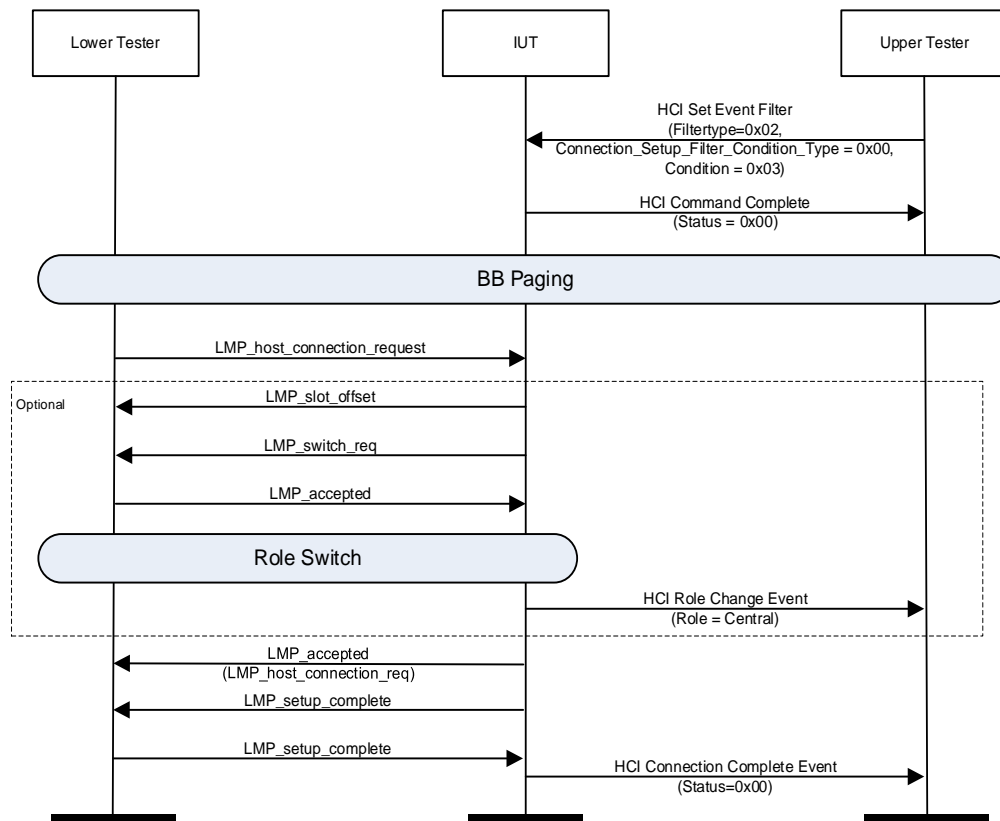 Lower Tester
IUT
Upper Tester
HCI Set Event Filter
(Filtertype=0x02,
Connection_Setup_Filter_Condition_Type = 0x00,
Condition = 0x03)
HCI Command Complete
(Status = 0x00)
BB Paging
LMP_host_connection_request
Optional
LMP_slot_offset
LMP_switch_req
LMP_accepted
Role Switch
HCI Role Change Event
(Role = Central)
LMP_accepted
(LMP_host_connection_req)
LMP_setup_complete
LMP_setup_complete
HCI Connection Complete Event
(Status=0x00)